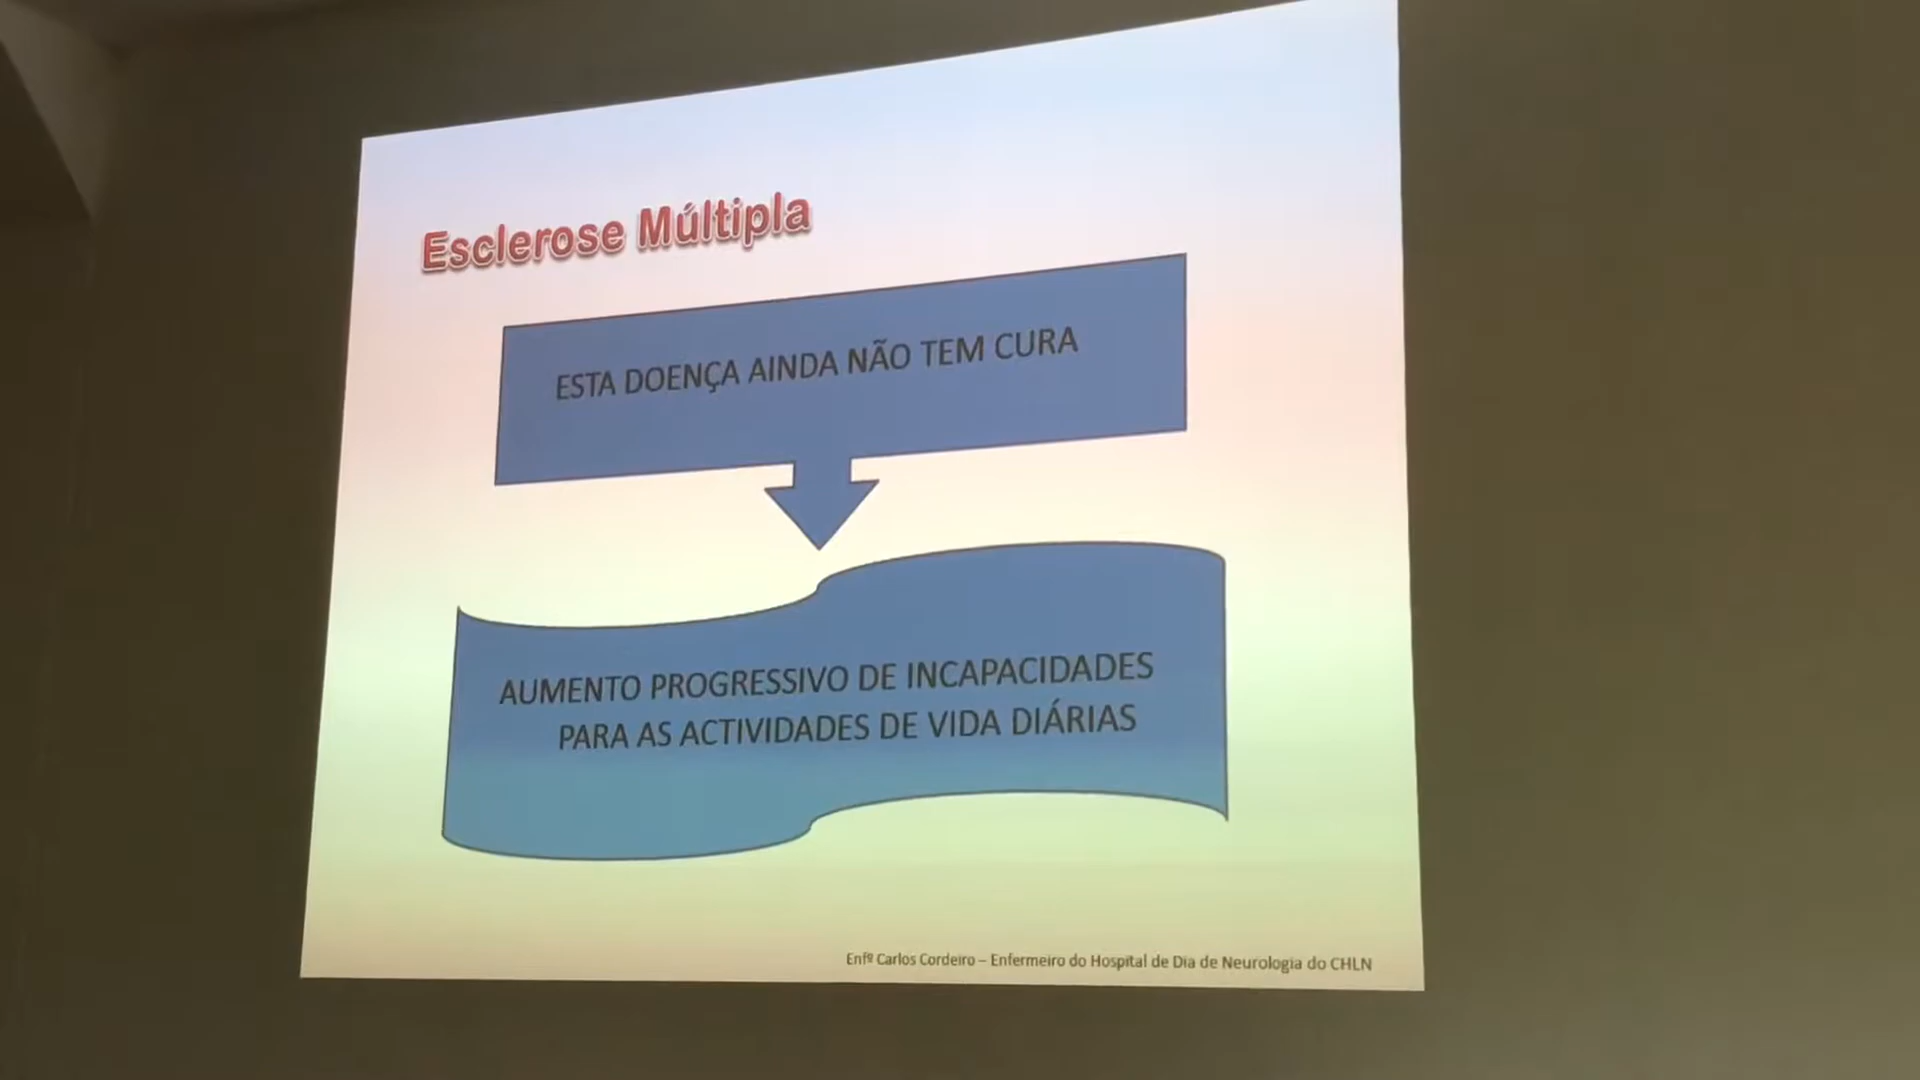 Esclerose Múltipla
ESTA DOENÇA AINDA NÃO TEM CURA
AUMENTO PROGRESSIVO DE INCAPACIDADES
PARA AS ACTIVIDADES DE VIDA DIÁRIAS
Enfº Carlos Cordeiro – Enfermeiro do Hospital de Dia de Neurologia do CHLN